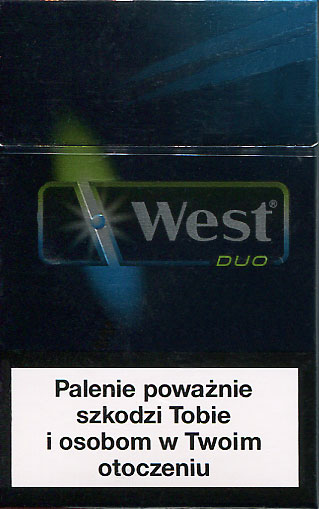 West®
DUO
Palenie poważnie
szkodzi Tobie
i osobom w Twoim
otoczeniu